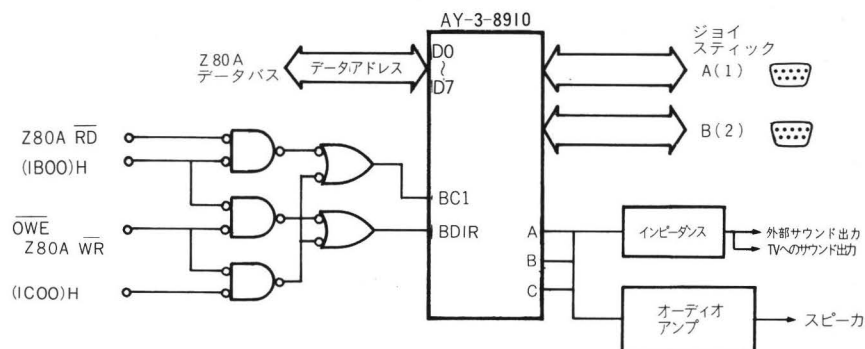 AY-3-8910
Z80A
データバス
データ/アドレス
D0
〜
D7
ジョイ
スティック
A(1)
B(2)
Z80A RD
(IB00)H
OWE
Z80A WR
(IC00)H
BC1
BDIR
A
B
C
インピーダンス
外部サウンド出力
TVへのサウンド出力
オーディオ
アンプ
スピーカ